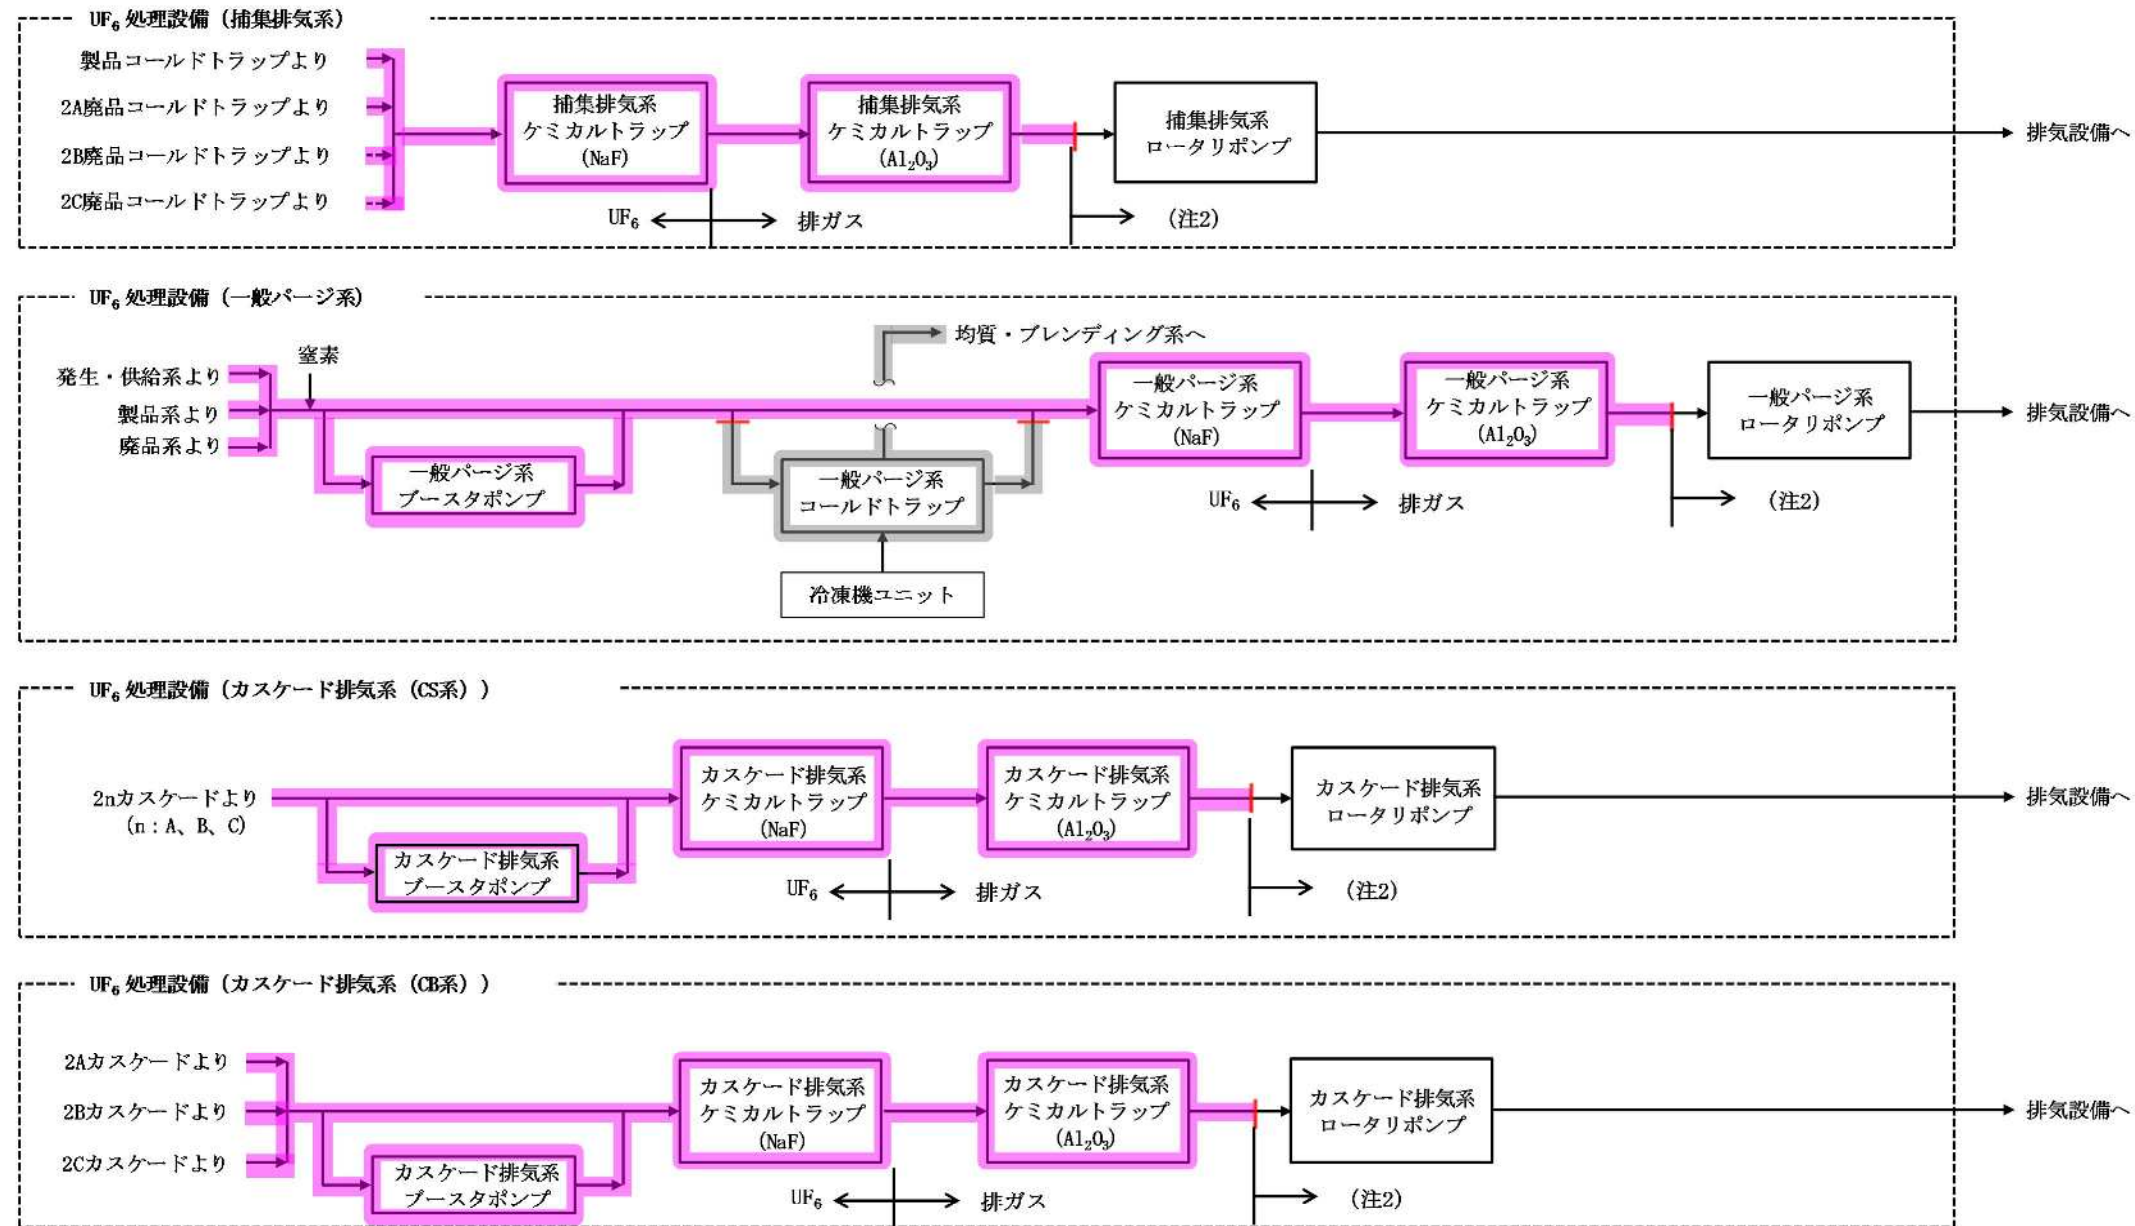 UF₆ 処理設備（捕集排気系）
製品コールドトラップより
2A廃品コールドトラップより
2B廃品コールドトラップより
2C廃品コールドトラップより
捕集排気系
ケミカルトラップ
(NaF)
捕集排気系
ケミカルトラップ
(Al₂O₃)
捕集排気系
ロータリポンプ
排気設備へ
UF₆
排ガス
（注2）
UF₆ 処理設備（一般パージ系）
均質・ブレンディング系へ
窒素
発生・供給系より
製品系より
廃品系より
一般パージ系
ブースタポンプ
一般パージ系
コールドトラップ
冷凍機ユニット
一般パージ系
ケミカルトラップ
(NaF)
一般パージ系
ケミカルトラップ
(Al₂O₃)
一般パージ系
ロータリポンプ
排気設備へ
UF₆
排ガス
（注2）
UF₆ 処理設備（カスケード排気系（CS系））
2nカスケードより
(n：A、B、C)
カスケード排気系
ブースタポンプ
カスケード排気系
ケミカルトラップ
(NaF)
カスケード排気系
ケミカルトラップ
(Al₂O₃)
カスケード排気系
ロータリポンプ
排気設備へ
UF₆
排ガス
（注2）
UF₆ 処理設備（カスケード排気系（CB系））
2Aカスケードより
2Bカスケードより
2Cカスケードより
カスケード排気系
ブースタポンプ
カスケード排気系
ケミカルトラップ
(NaF)
カスケード排気系
ケミカルトラップ
(Al₂O₃)
カスケード排気系
ロータリポンプ
排気設備へ
UF₆
排ガス
（注2）